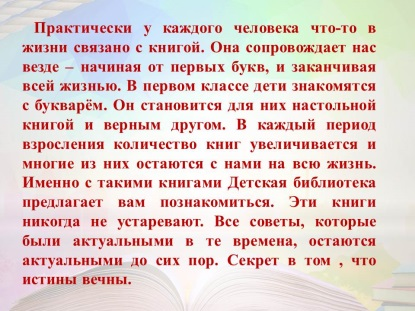 Практически у каждого человека что-то в
жизни связано с книгой. Она сопровождает нас
везде – начиная от первых букв, и заканчивая
всей жизнью. В первом классе дети знакомятся
с букварём. Он становится для них настольной
книгой и верным другом. В каждый период
взросления количество книг увеличивается и
многие из них остаются с нами на всю жизнь.
Именно с такими книгами Детская библиотека
предлагает вам познакомиться. Эти книги
никогда не устаревают. Все советы, которые
были актуальными в те времена, остаются
актуальными до сих пор. Секрет в том , что
истины вечны.